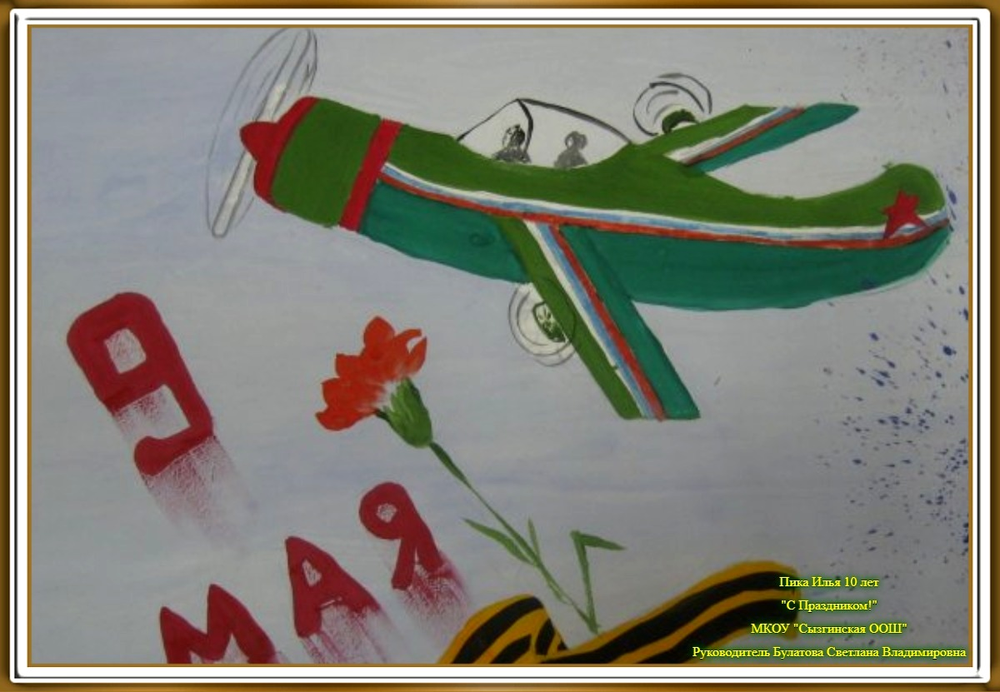 9
МАЯ
Пика Илья 10 лет
"С Праздником!"
МКОУ "Сызгинская ООШ"
Руководитель Булатова Светлана Владимировна